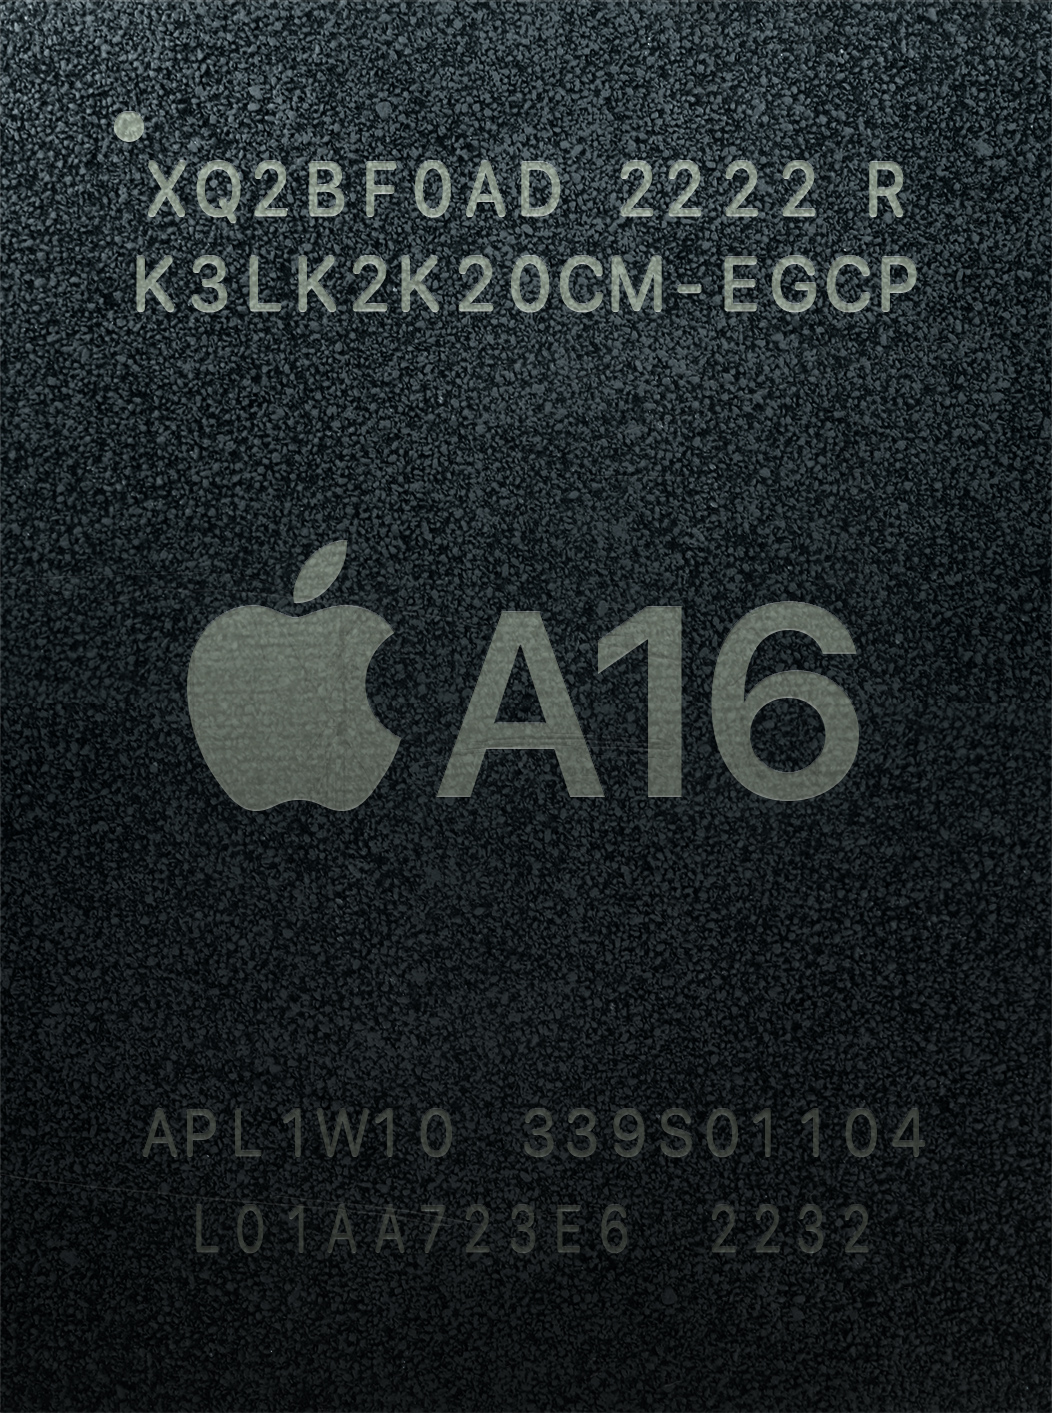 XQ2BF0AD 2222 R
K3LK2K20CM-EGCP
A16
APL1W10 339S01104
L01AA723E6 2232